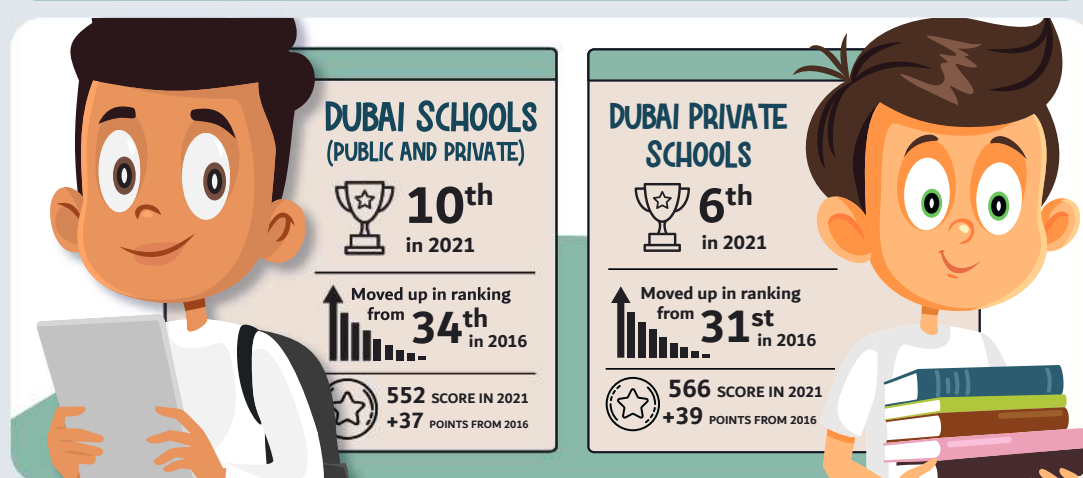 DUBAI SCHOOLS
(PUBLIC AND PRIVATE)
10th
in 2021
Moved up in ranking
from 34th
in 2016
552 SCORE IN 2021
+37 POINTS FROM 2016
DUBAI PRIVATE
SCHOOLS
6th
in 2021
Moved up in ranking
from 31st
in 2016
566 SCORE IN 2021
+39 POINTS FROM 2016